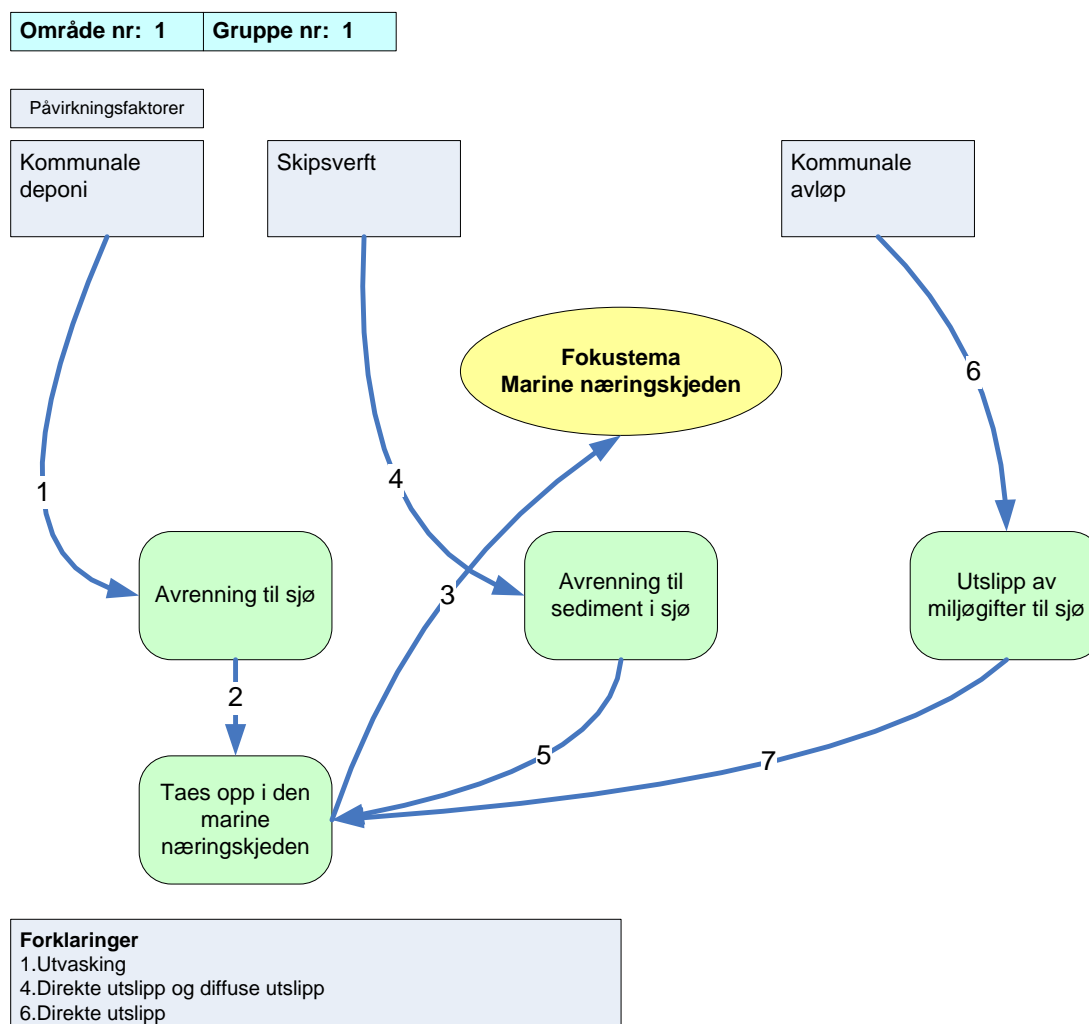 Område nr: 1 Gruppe nr: 1
Påvirkningsfaktorer
Kommunale
deponi
Skipsverft
Kommunale
avløp
Fokustema
Marine næringskjeden
6
4
1
Avrenning til sjø
3
Avrenning til
sediment i sjø
Utslipp av
miljøgifter til sjø
2
5
7
Taes opp i den
marine
næringskjeden
Forklaringer
1.Utvasking
4.Direkte utslipp og diffuse utslipp
6.Direkte utslipp